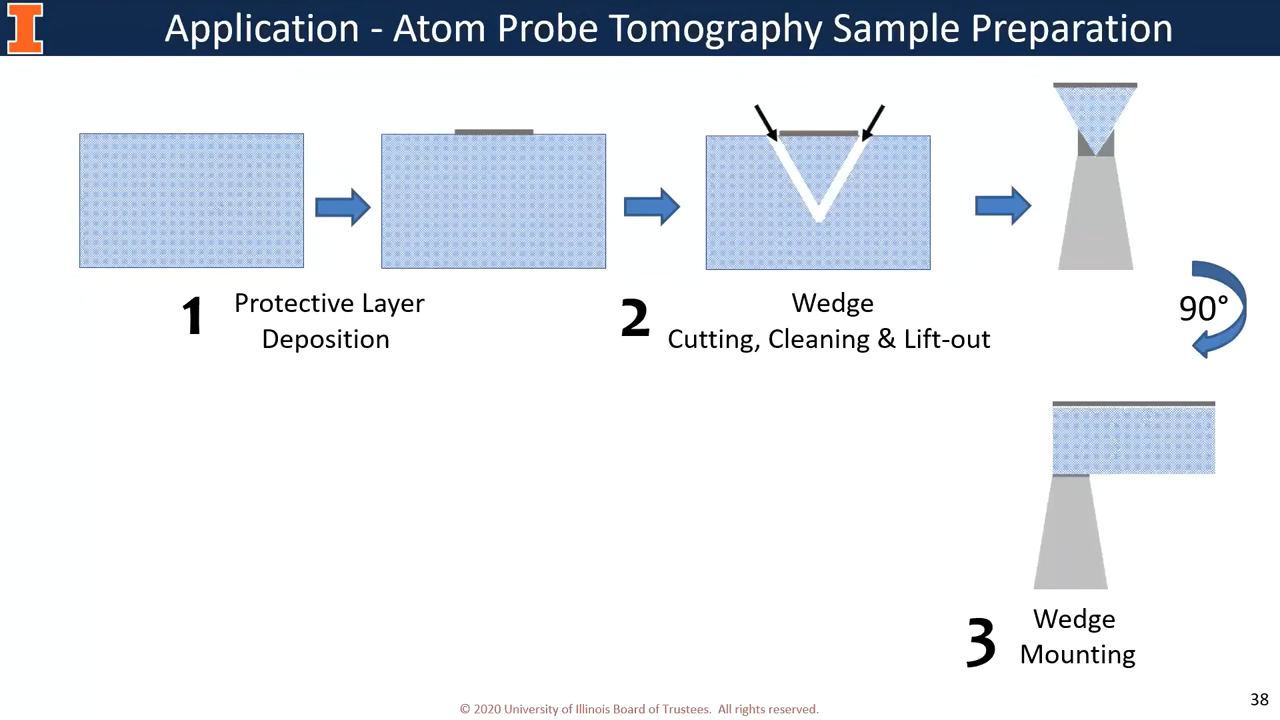 Application - Atom Probe Tomography Sample Preparation
1 Protective Layer
Deposition
2 Wedge
Cutting, Cleaning & Lift-out
90°
3 Wedge
Mounting
© 2020 University of Illinois Board of Trustees. All rights reserved.
38